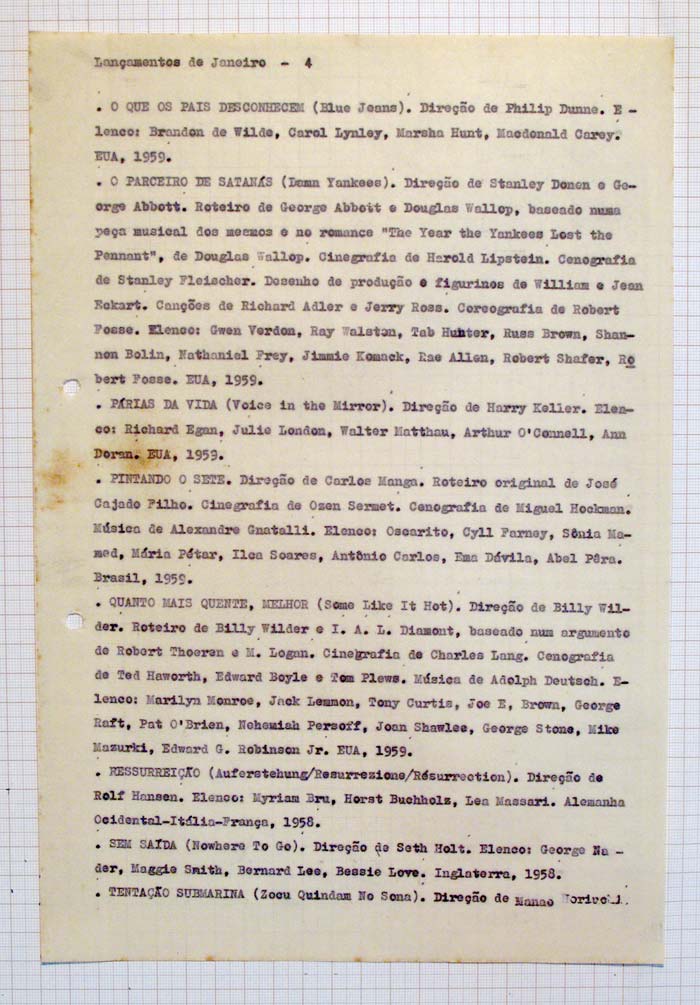 Lançamentos de Janeiro - 4
. O QUE OS PAIS DESCONHECEM (Blue Jeans). Direção de Philip Dunne. E -
lenco: Brandon de Wilde, Carol Lynley, Marsha Hunt, Macdonald Carey.
EUA, 1959.
. O PARCEIRO DE SATANÁS (Damn Yankees). Direção de Stanley Donen e Ge-
orge Abbott. Roteiro de George Abbott e Douglas Wallop, baseado numa
peça musical dos mesmos e no romance "The Year the Yankees Lost the
Pennant", de Douglas Wallop. Cinegrafia de Harold Lipstein. Cenografia
de Stanley Fleischer. Desenho de produção e figurinos de William e Jean
Eckart. Canções de Richard Adler e Jerry Ross. Coreografia de Robert
Fosse. Elenco: Gwen Verdon, Ray Walston, Tab Hunter, Russ Brown, Shan-
non Bolin, Nathaniel Frey, Jimmie Komack, Rae Allen, Robert Shafer, Ro
bert Fosse. EUA, 1959.
. PÁRIAS DA VIDA (Voice in the Mirror). Direção de Harry Keller. Elen-
co: Richard Egan, Julie London, Walter Matthau, Arthur O'Connell, Ann
Doran. EUA, 1959.
. PINTANDO O SETE. Direção de Carlos Manga. Roteiro original de José
Cajado Filho. Cinegrafia de Ozen Sermet. Cenografia de Miguel Hockman.
Música de Alexandre Gnatalli. Elenco: Oscarito, Cyll Farney, Sônia Ma-
med, Mária Pétar, Ilca Soares, Antônio Carlos, Ema Dávila, Abel Pêra.
Brasil, 1959.
. QUANTO MAIS QUENTE, MELHOR (Some Like It Hot). Direção de Billy Wil-
der. Roteiro de Billy Wilder e I. A. L. Diamont, baseado num argumento
de Robert Thoeren e M. Logan. Cinegrafia de Charles Lang. Cenografia
de Ted Haworth, Edward Boyle e Tom Plews. Música de Adolph Deutsch. E-
lenco: Marilyn Monroe, Jack Lemmon, Tony Curtis, Joe E, Brown, George
Raft, Pat O'Brien, Nehemiah Persoff, Joan Shawlee, George Stone, Mike
Mazurki, Edward G. Robinson Jr. EUA, 1959.
. RESSURREIÇÃO (Auferstehung/Resurrezione/Résurrection). Direção de
Rolf Hansen. Elenco: Myriam Bru, Horst Buchholz, Lea Massari. Alemanha
Ocidental-Itália-França, 1958.
. SEM SAÍDA (Nowhere To Go). Direção de Seth Holt. Elenco: George Na -
der, Maggie Smith, Bernard Lee, Bessie Love. Inglaterra, 1958.
. TENTAÇÃO SUBMARINA (Zocu Quindam No Sona). Direção de Manao